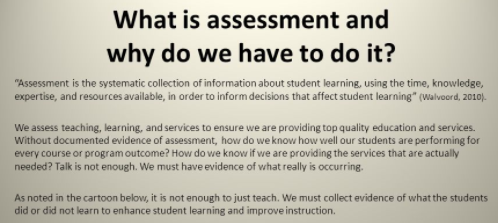 What is assessment and
why do we have to do it?
“Assessment is the systematic collection of information about student learning, using the time, knowledge,
expertise, and resources available, in order to inform decisions that affect student learning” (Walvoord, 2010).
We assess teaching, learning, and services to ensure we are providing top quality education and services.
Without documented evidence of assessment, how do we know how well our students are performing for
every course or program outcome? How do we know if we are providing the services that are actually
needed? Talk is not enough. We must have evidence of what really is occurring.
As noted in the cartoon below, it is not enough to just teach. We must collect evidence of what the students
did or did not learn to enhance student learning and improve instruction.